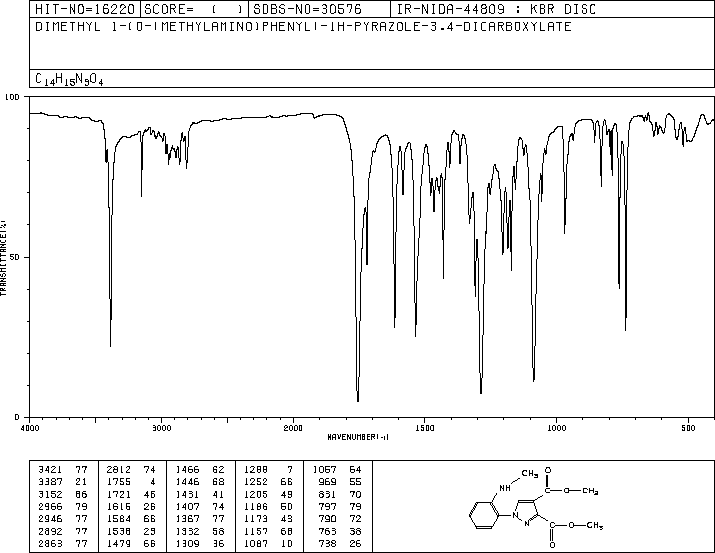 HIT-NO=16220 SCORE= ( ) SDBS-NO=30576 IR-NIDA-44809 : KBR DISC
DIMETHYL 1-(O-(METHYLAMINO)PHENYL)-1H-PYRAZOLE-3,4-DICARBOXYLATE
C14H15N3O4
100
50
0
TRANSMITTANCE(%)
4000 3000 2000 1500 1000 500
WAVENUMBER(-1)
3421 77 2812 74 1466 62 1288 7 1057 64
3387 21 1755 4 1446 68 1252 66 969 55
3152 66 1721 46 1431 41 1205 49 831 70
2966 79 1616 26 1407 74 1186 50 797 79
2946 77 1584 66 1367 77 1173 43 790 72
2892 77 1538 25 1332 58 1157 68 763 38
2863 77 1479 66 1309 36 1087 10 738 26
CH3
NH
O
C O CH3
N N
C O CH3
O